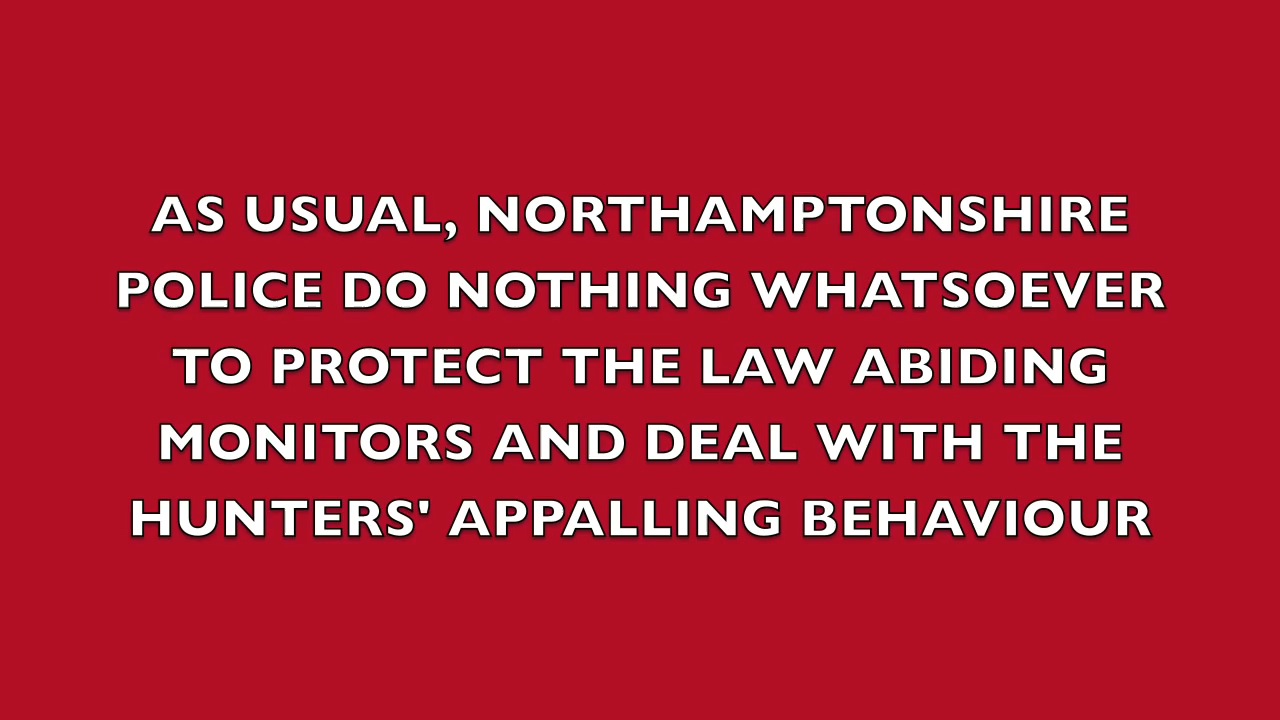 AS USUAL, NORTHAMPTONSHIRE
POLICE DO NOTHING WHATSOEVER
TO PROTECT THE LAW ABIDING
MONITORS AND DEAL WITH THE
HUNTERS' APPALLING BEHAVIOUR